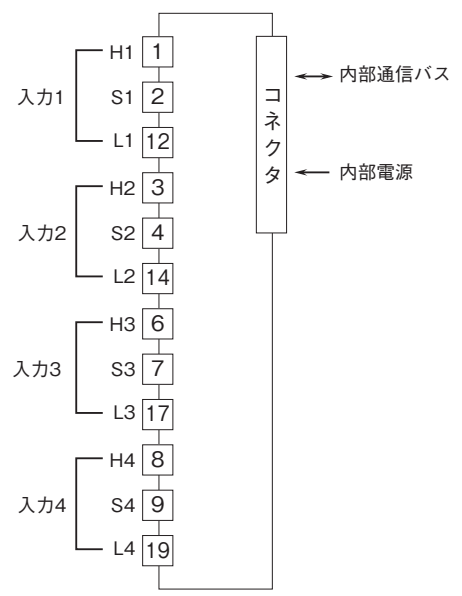 H1 1
入力1 S1 2
L1 12
H2 3
入力2 S2 4
L2 14
H3 6
入力3 S3 7
L3 17
H4 8
入力4 S4 9
L4 19
コネクタ
内部通信バス
内部電源